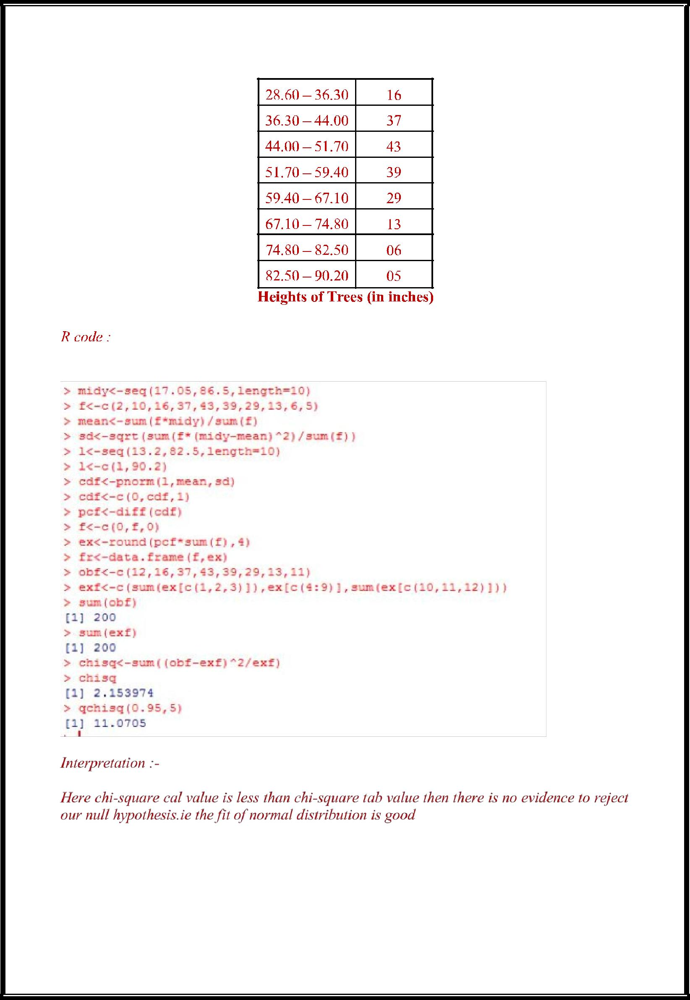 28.60 – 36.30 16
36.30 – 44.00 37
44.00 – 51.70 43
51.70 – 59.40 39
59.40 – 67.10 29
67.10 – 74.80 13
74.80 – 82.50 06
82.50 – 90.20 05
Heights of Trees (in inches)
R code :
> midy<-seq(17.05,86.5,length=10)
> f<-c(2,10,16,37,43,39,29,13,6,5)
> mean<-sum(f*midy)/sum(f)
> sd<-sqrt(sum(f*(midy-mean)^2)/sum(f))
> l<-seq(13.2,82.5,length=10)
> l<-c(l,90.2)
> cdf<-pnorm(l,mean,sd)
> cdf<-c(0,cdf,1)
> pcf<-diff(cdf)
> f<-c(0,f,0)
> ex<-round(pcf*sum(f),4)
> fr<-data.frame(f,ex)
> obf<-c(12,16,37,43,39,29,13,11)
> exf<-c(sum(ex[c(1,2,3)]),ex[c(4:9)],sum(ex[c(10,11,12)]))
> sum(obf)
[1] 200
> sum(exf)
[1] 200
> chisq<-sum((obf-exf)^2/exf)
> chisq
[1] 2.153974
> qchisq(0.95,5)
[1] 11.0705
Interpretation :-
Here chi-square cal value is less than chi-square tab value then there is no evidence to reject
our null hypothesis.ie the fit of normal distribution is good